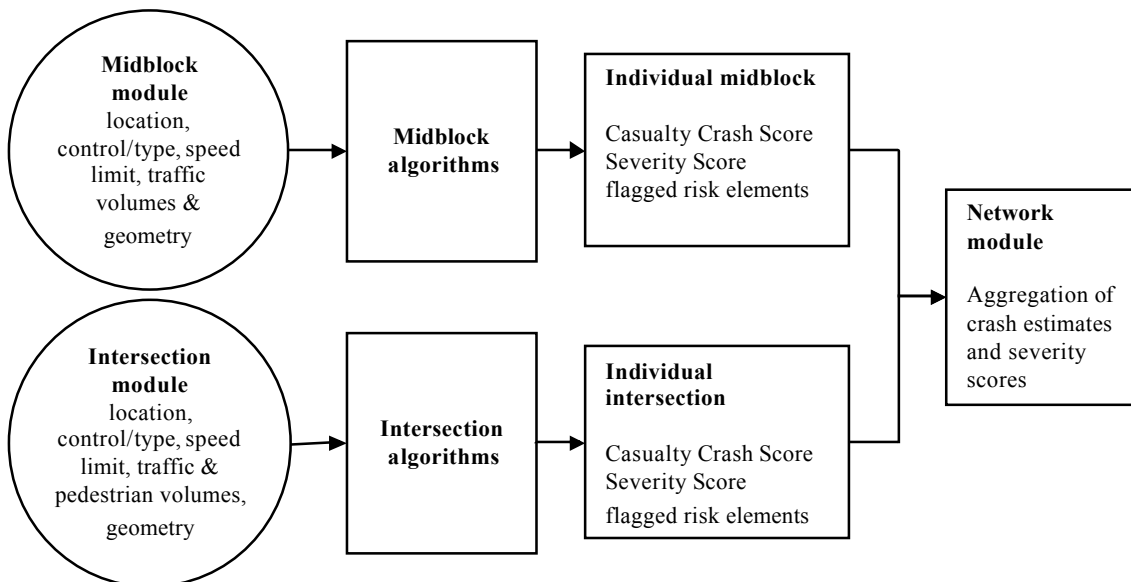 Midblock
module
location,
control/type, speed
limit, traffic
volumes &
geometry
Midblock
algorithms
Individual midblock
Casualty Crash Score
Severity Score
flagged risk elements
Network
module
Aggregation of
crash estimates
and severity
scores
Intersection
module
location,
control/type, speed
limit, traffic &
pedestrian volumes,
geometry
Intersection
algorithms
Individual
intersection
Casualty Crash Score
Severity Score
flagged risk elements